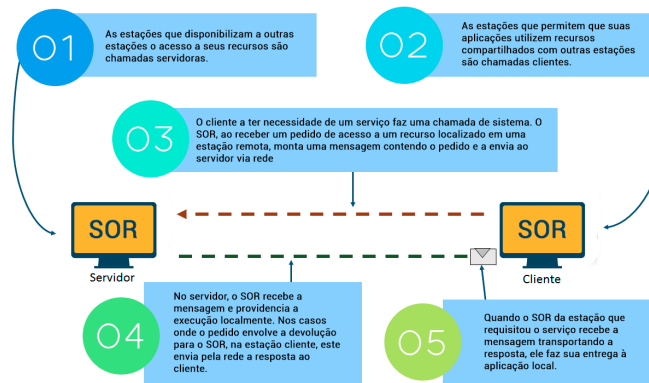 01
As estações que disponibilizam a outras
estações o acesso a seus recursos são
chamadas servidoras.
02
As estações que permitem que suas
aplicações utilizem recursos
compartilhados com outras estações
são chamadas clientes.
03
O cliente a ter necessidade de um serviço faz uma chamada de sistema. O
SOR, ao receber um pedido de acesso a um recurso localizado em uma
estação remota, monta uma mensagem contendo o pedido e a envia ao
servidor via rede
SOR
Servidor
SOR
Cliente
04
No servidor, o SOR recebe a
mensagem e providencia a
execução localmente. Nos casos
onde o pedido envolve a devolução
para o SOR, na estação cliente, este
envia pela rede a resposta ao
cliente.
05
Quando o SOR da estação que
requisitou o serviço recebe a
mensagem transportando a
resposta, ele faz sua entrega à
aplicação local.